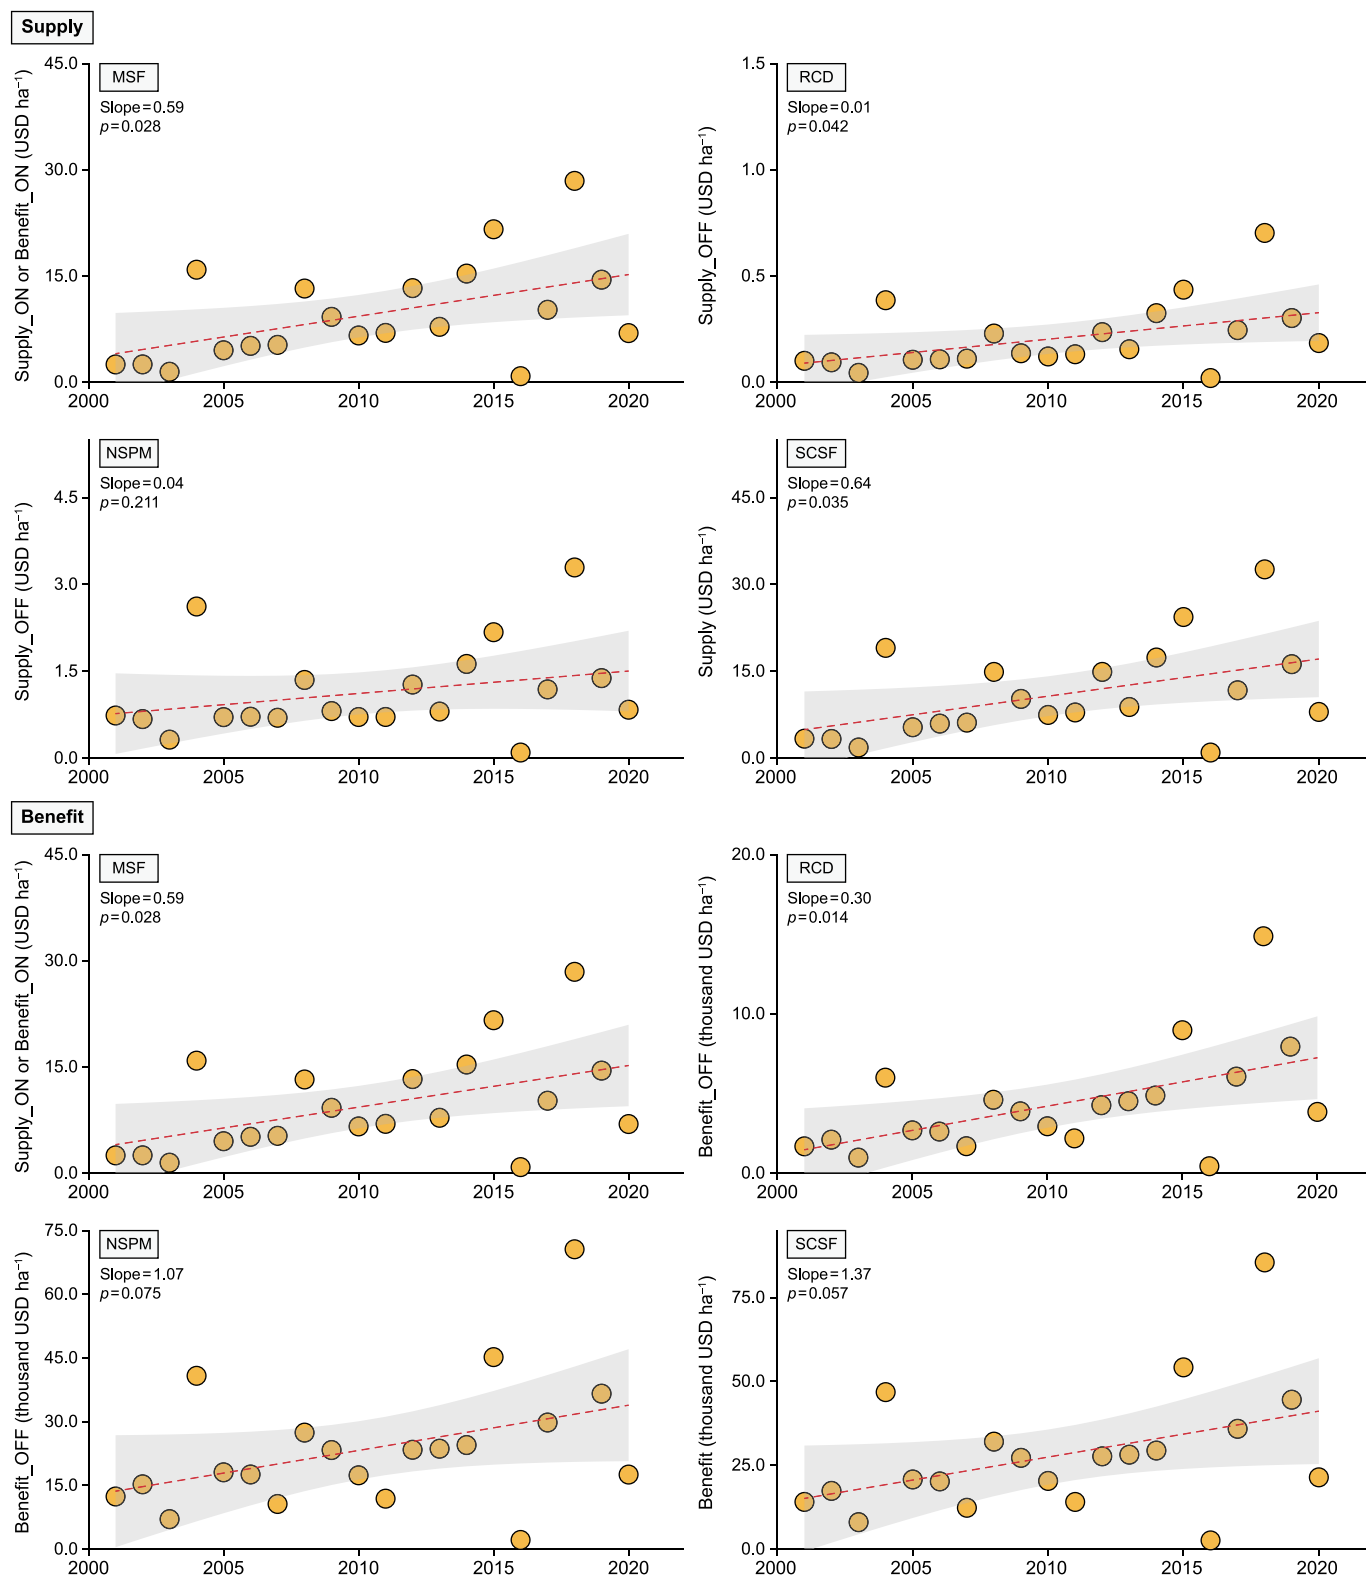 Supply
MSF
Slope=0.59
p=0.028
Supply_ON or Benefit_ON (USD ha⁻¹)
45.0
30.0
15.0
0.0
2000 2005 2010 2015 2020
RCD
Slope=0.01
p=0.042
Supply_OFF (USD ha⁻¹)
1.5
1.0
0.5
0.0
2000 2005 2010 2015 2020
NSPM
Slope=0.04
p=0.211
Supply_OFF (USD ha⁻¹)
4.5
3.0
1.5
0.0
2000 2005 2010 2015 2020
SCSF
Slope=0.64
p=0.035
Supply (USD ha⁻¹)
45.0
30.0
15.0
0.0
2000 2005 2010 2015 2020
Benefit
MSF
Slope=0.59
p=0.028
Supply_ON or Benefit_ON (USD ha⁻¹)
45.0
30.0
15.0
0.0
2000 2005 2010 2015 2020
RCD
Slope=0.30
p=0.014
Benefit_OFF (thousand USD ha⁻¹)
20.0
10.0
0.0
2000 2005 2010 2015 2020
NSPM
Slope=1.07
p=0.075
Benefit_OFF (thousand USD ha⁻¹)
75.0
60.0
45.0
30.0
15.0
0.0
2000 2005 2010 2015 2020
SCSF
Slope=1.37
p=0.057
Benefit (thousand USD ha⁻¹)
75.0
50.0
25.0
0.0
2000 2005 2010 2015 2020